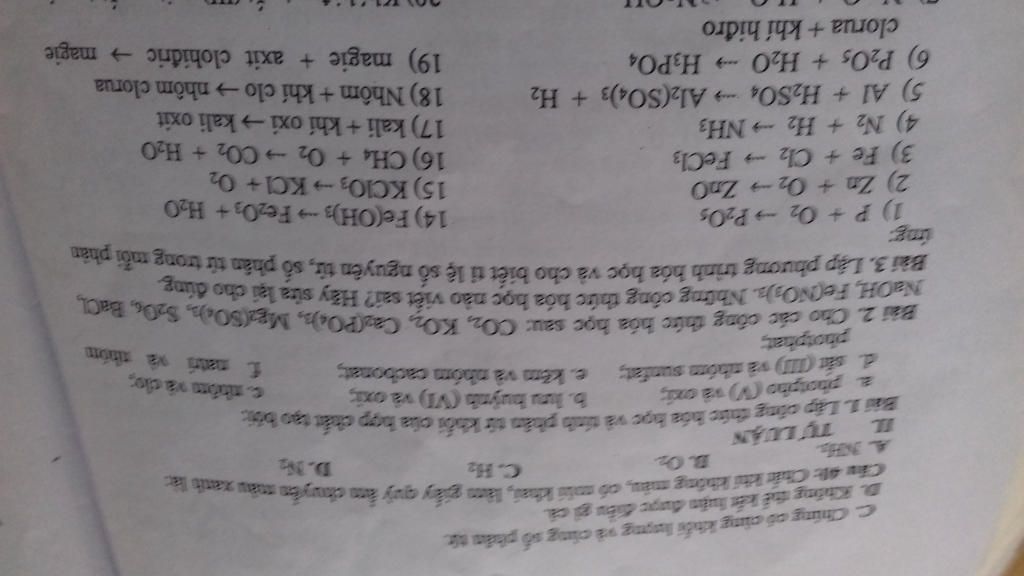 C. Chúng có cùng khối lượng và cùng số phân tử.
D. Không thể kết luận được điều gì cả.
Câu 40: Chất khí không màu, có mùi khai, làm giấy quỳ ẩm chuyển màu xanh là:
A. NH₃. B. O₂. C. H₂ D. N₂
II. TỰ LUẬN
Bài 1. Lập công thức hóa học và tính phân tử khối của hợp chất tạo bởi:
a. photpho (V) và oxi; b. lưu huỳnh (VI) và oxi; c. nhôm và clo;
d. sắt (III) và nhóm sunfat; e. kẽm và nhóm cacbonat; f. natri và nhóm
photphat;
Bài 2. Cho các công thức hóa học sau: CO₂, KO₂, Ca₂(PO₄)₃, Mg₂(SO₄)₃, S₂O₆, BaCl,
NaOH, Fe(NO₃)₂. Những công thức hóa học nào viết sai? Hãy sửa lại cho đúng.
Bài 3. Lập phương trình hóa học và cho biết tỉ lệ số nguyên tử, số phân tử trong mỗi phản
ứng:
1) P + O₂ → P₂O₅ 14) Fe(OH)₃ → Fe₂O₃ + H₂O
2) Zn + O₂ → ZnO 15) KClO₃ → KCl + O₂
3) Fe + Cl₂ → FeCl₃ 16) CH₄ + O₂ → CO₂ + H₂O
4) N₂ + H₂ → NH₃ 17) kali + khí oxi → kali oxit
5) Al + H₂SO₄ → Al₂(SO₄)₃ + H₂ 18) Nhôm + khí clo → nhôm clorua
6) P₂O₅ + H₂O → H₃PO₄ 19) magie + axit clohiđric → magie
clorua + khí hiđro